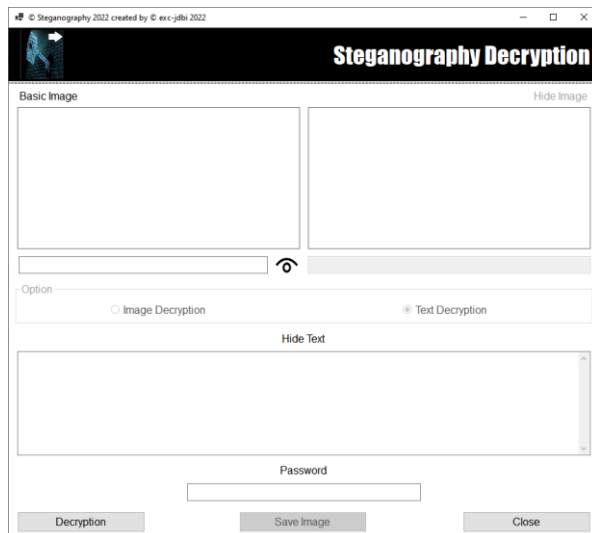 © Steganography 2022 created by © exc-jdbi 2022
Steganography Decryption
Basic Image
Hide Image
Option
Image Decryption
Text Decryption
Hide Text
Password
Decryption
Save Image
Close